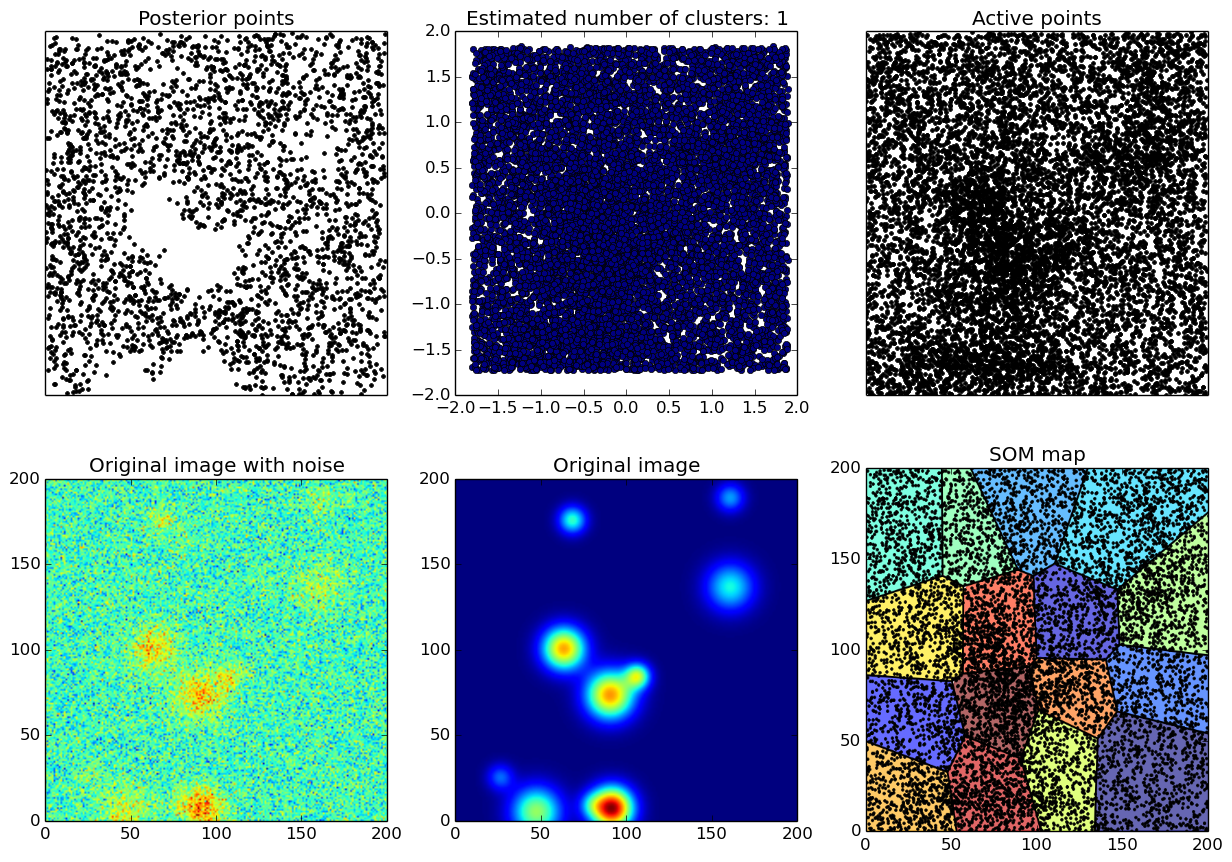 Posterior points
Estimated number of clusters: 1
Active points
2.0
1.5
1.0
0.5
0.0
−0.5
−1.0
−1.5
−2.0
−2.0 −1.5 −1.0 −0.5 0.0 0.5 1.0 1.5 2.0
Original image with noise
Original image
SOM map
200
150
100
50
0
0 50 100 150 200
200
150
100
50
0
0 50 100 150 200
200
150
100
50
0
0 50 100 150 200